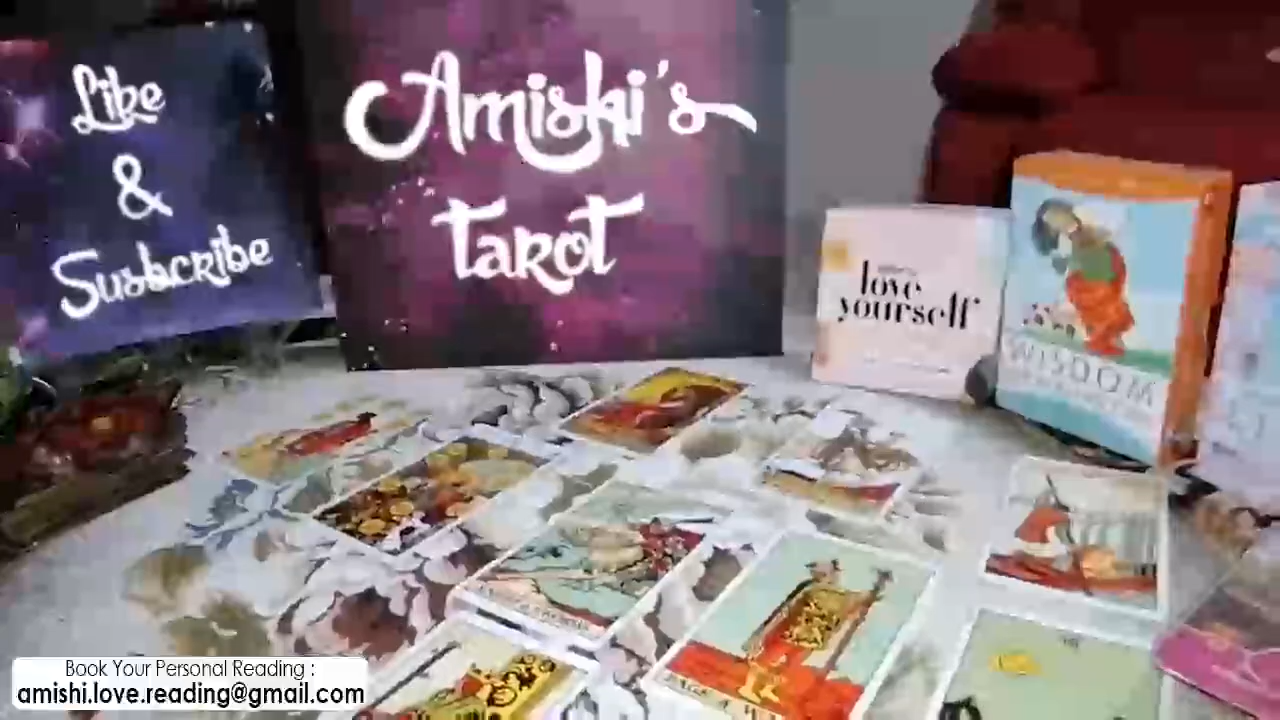 Like
&
Subscribe
Amishi's
tarot
love
yourself
WISDOM
Book Your Personal Reading :
amishi.love.reading@gmail.com